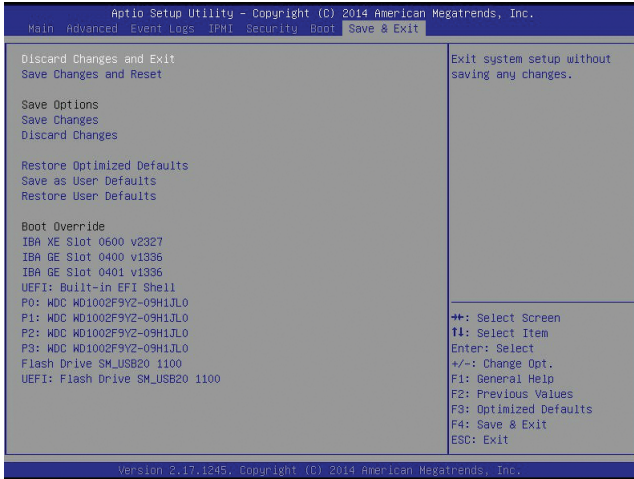 Aptio Setup Utility - Copyright (C) 2014 American Megatrends, Inc.
Main Advanced Event Logs IPMI Security Boot Save & Exit
Discard Changes and Exit
Save Changes and Reset
Save Options
Save Changes
Discard Changes
Restore Optimized Defaults
Save as User Defaults
Restore User Defaults
Boot Override
IBA XE Slot 0600 v2327
IBA GE Slot 0400 v1336
IBA GE Slot 0401 v1336
UEFI: Built-in EFI Shell
P0: WDC WD1002F9YZ-09H1JL0
P1: WDC WD1002F9YZ-09H1JL0
P2: WDC WD1002F9YZ-09H1JL0
P3: WDC WD1002F9YZ-09H1JL0
Flash Drive SM_USB20 1100
UEFI: Flash Drive SM_USB20 1100
Exit system setup without
saving any changes.
→←: Select Screen
↑↓: Select Item
Enter: Select
+/-: Change Opt.
F1: General Help
F2: Previous Values
F3: Optimized Defaults
F4: Save & Exit
ESC: Exit
Version 2.17.1245. Copyright (C) 2014 American Megatrends, Inc.